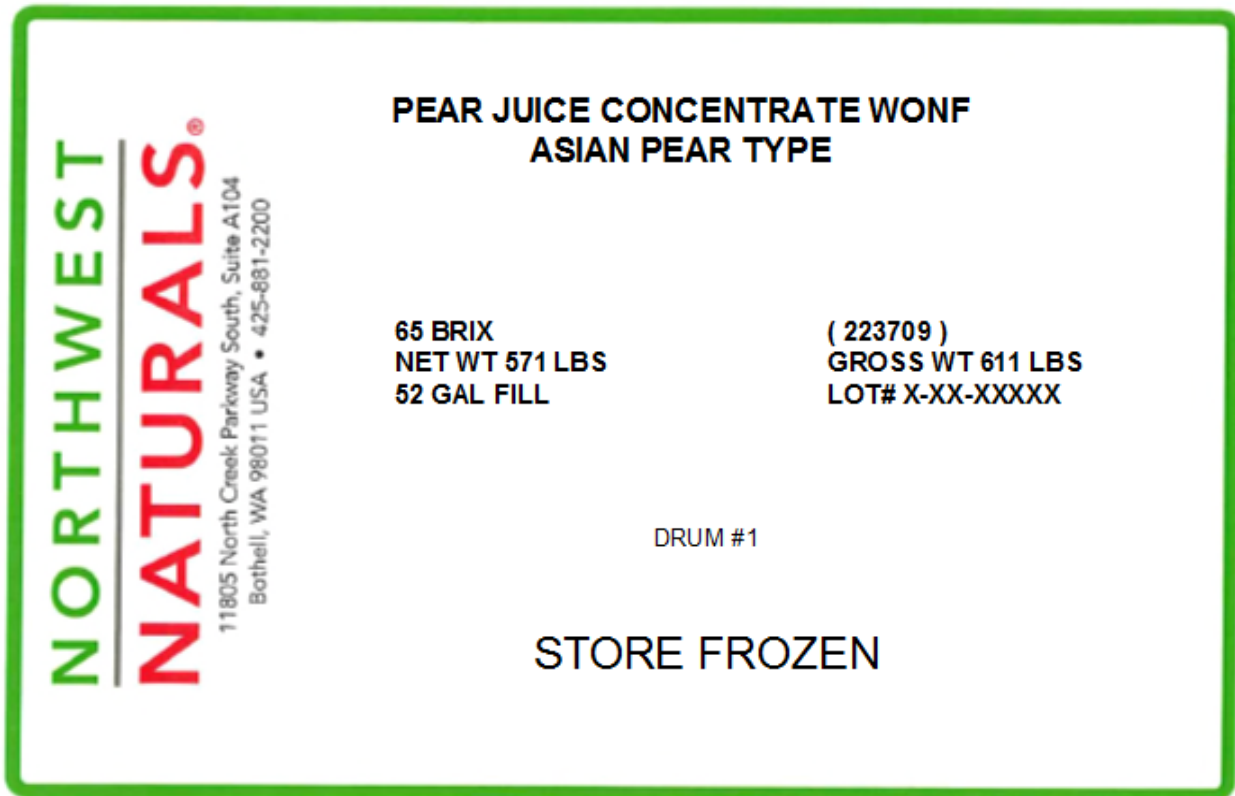 NORTHWEST
NATURALS®
11805 North Creek Parkway South, Suite A104
Bothell, WA 98011 USA • 425-881-2200
PEAR JUICE CONCENTRATE WONF
ASIAN PEAR TYPE
65 BRIX
NET WT 571 LBS
52 GAL FILL
( 223709 )
GROSS WT 611 LBS
LOT# X-XX-XXXXX
DRUM #1
STORE FROZEN